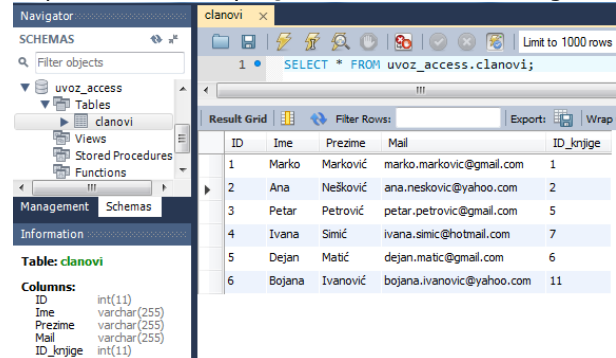 Navigator
SCHEMAS
Filter objects
uvoz_access
Tables
clanovi
Views
Stored Procedures
Functions
Management Schemas
Information
Table: clanovi
Columns:
ID int(11)
Ime varchar(255)
Prezime varchar(255)
Mail varchar(255)
ID_knjige int(11)
clanovi
Limit to 1000 rows
1 SELECT * FROM uvoz_access.clanovi;
Result Grid Filter Rows: Export: Wrap
ID Ime Prezime Mail ID_knjige
1 Marko Marković marko.markovic@gmail.com 1
2 Ana Nešković ana.neskovic@yahoo.com 2
3 Petar Petrović petar.petrovic@gmail.com 5
4 Ivana Simić ivana.simic@hotmail.com 7
5 Dejan Matić dejan.matic@gmail.com 6
6 Bojana Ivanović bojana.ivanovic@yahoo.com 11